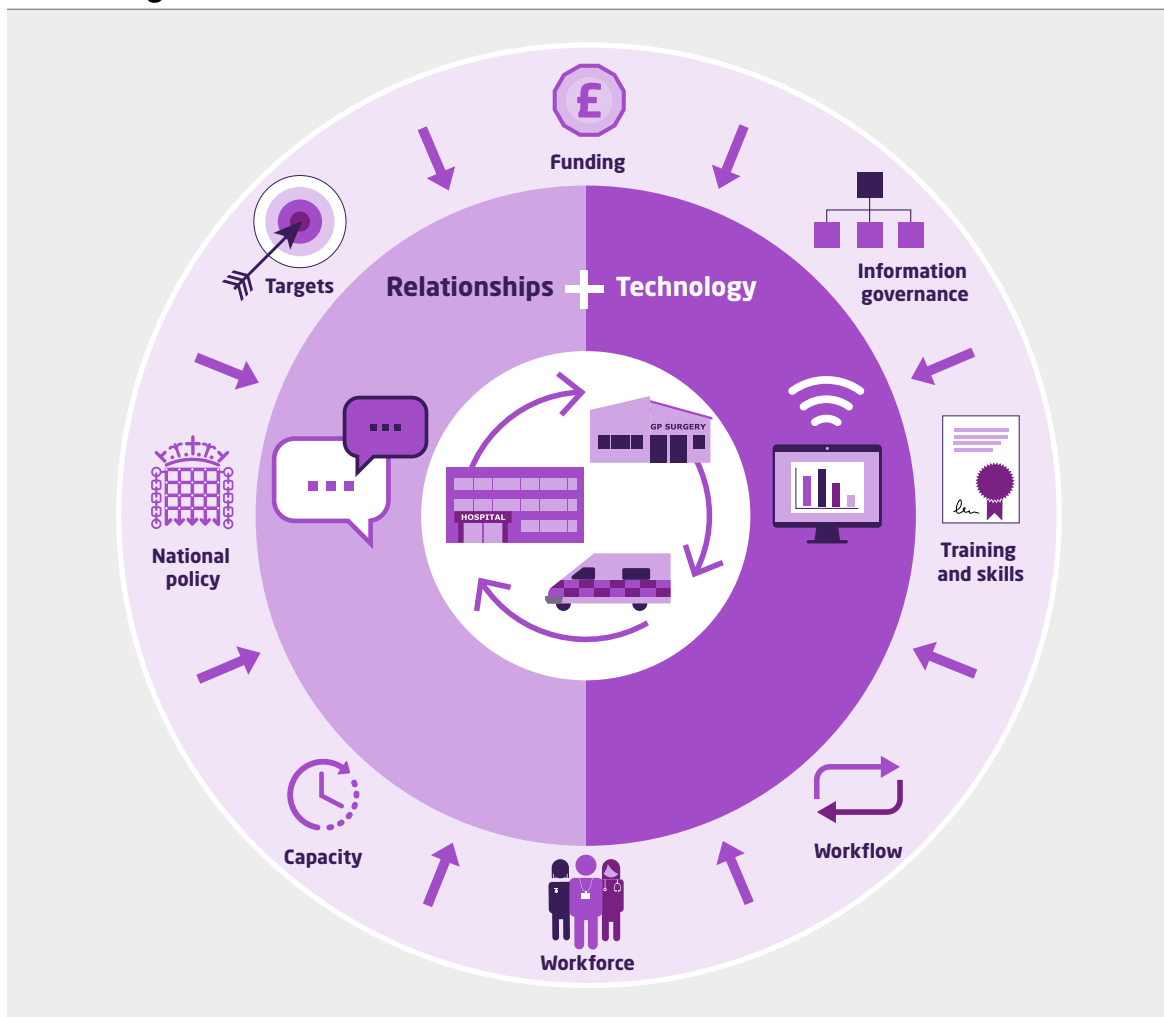 Funding
Targets
Information
governance
Relationships + Technology
GP SURGERY
HOSPITAL
National
policy
Training
and skills
Capacity
Workflow
Workforce